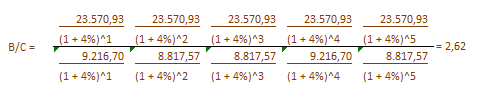 23.570,93 23.570,93 23.570,93 23.570,93 23.570,93
(1 + 4%)^1 (1 + 4%)^2 (1 + 4%)^3 (1 + 4%)^4 (1 + 4%)^5
B/C = = 2,62
9.216,70 8.817,57 8.817,57 9.216,70 8.817,57
(1 + 4%)^1 (1 + 4%)^2 (1 + 4%)^3 (1 + 4%)^4 (1 + 4%)^5